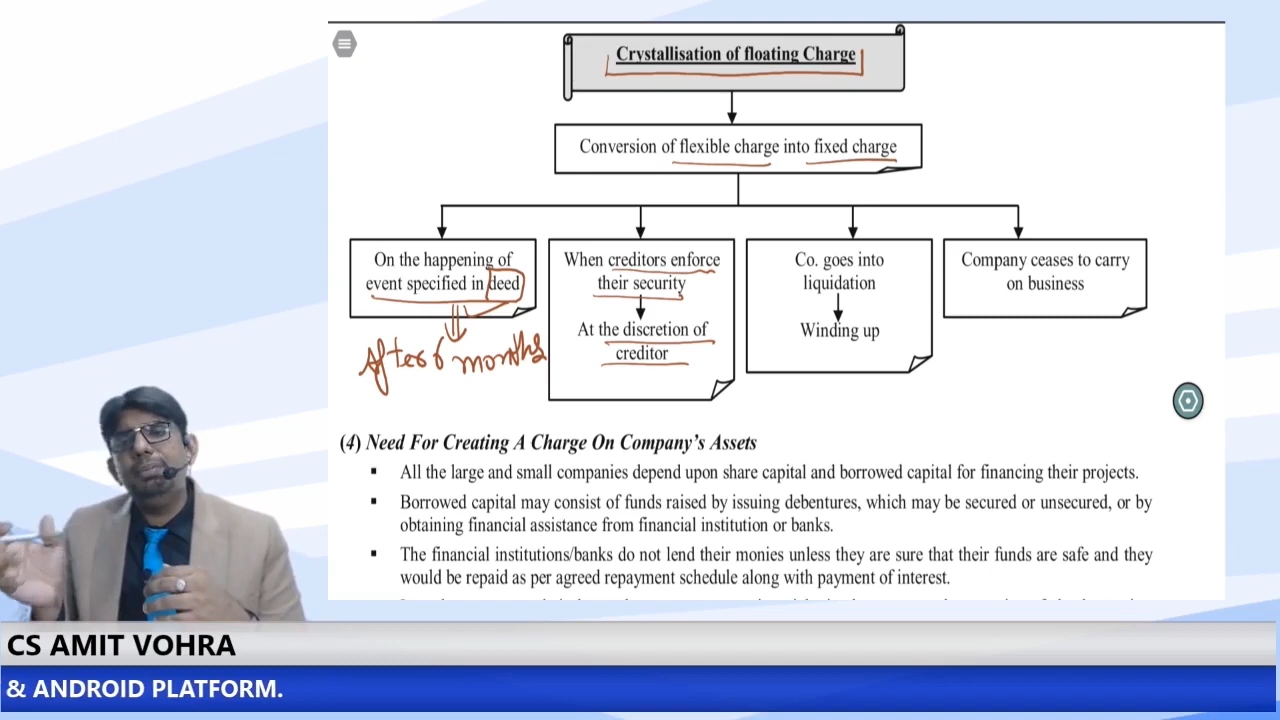 Crystallisation of floating Charge
Conversion of flexible charge into fixed charge
On the happening of
event specified in deed
After 6 months
When creditors enforce
their security
At the discretion of
creditor
Co. goes into
liquidation
Winding up
Company ceases to carry
on business
(4) Need For Creating A Charge On Company's Assets
▪ All the large and small companies depend upon share capital and borrowed capital for financing their projects.
▪ Borrowed capital may consist of funds raised by issuing debentures, which may be secured or unsecured, or by
obtaining financial assistance from financial institution or banks.
▪ The financial institutions/banks do not lend their monies unless they are sure that their funds are safe and they
would be repaid as per agreed repayment schedule along with payment of interest.
CS AMIT VOHRA
& ANDROID PLATFORM.